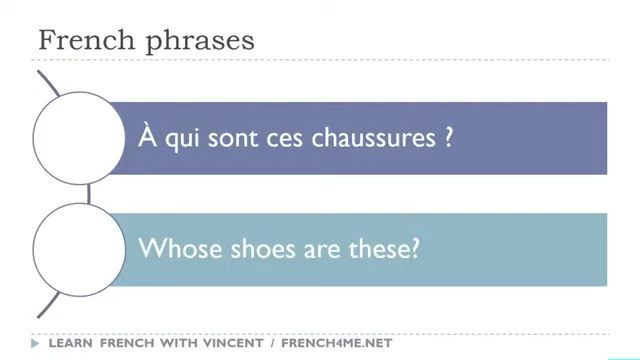 French phrases
À qui sont ces chaussures ?
Whose shoes are these?
LEARN FRENCH WITH VINCENT / FRENCH4ME.NET